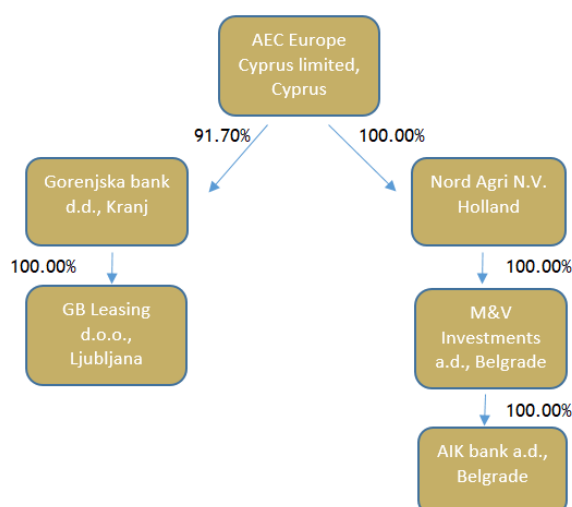 AEC Europe
Cyprus limited,
Cyprus
91.70%
100.00%
Gorenjska bank
d.d., Kranj
Nord Agri N.V.
Holland
100.00%
100.00%
GB Leasing
d.o.o.,
Ljubljana
M&V
Investments
a.d., Belgrade
100.00%
AIK bank a.d.,
Belgrade